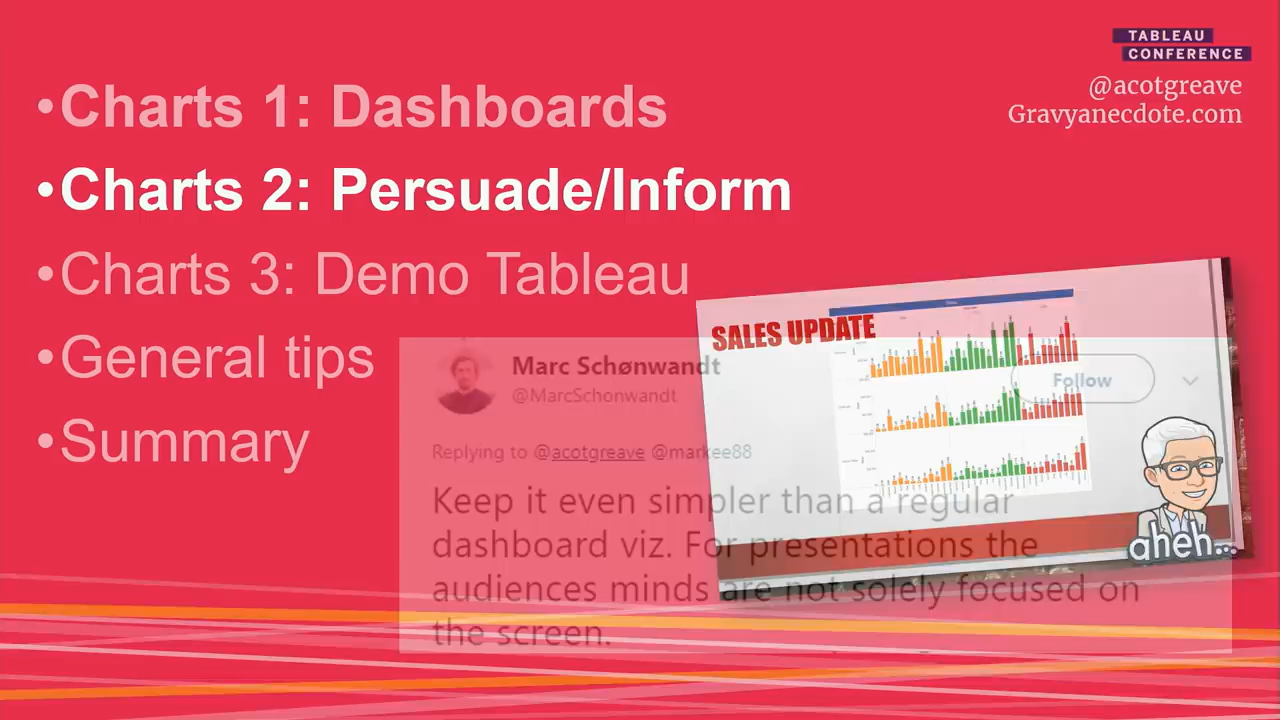 TABLEAU
CONFERENCE
@acotgreave
Gravyanecdote.com
•Charts 1: Dashboards
•Charts 2: Persuade/Inform
•Charts 3: Demo Tableau
•General tips
•Summary
SALES UPDATE
Marc Schønwandt
@MarcSchonwandt
Follow
Replying to @acotgreave @markee88
Keep it even simpler than a regular
dashboard viz. For presentations the
audiences minds are not solely focused on
the screen.
aheh...